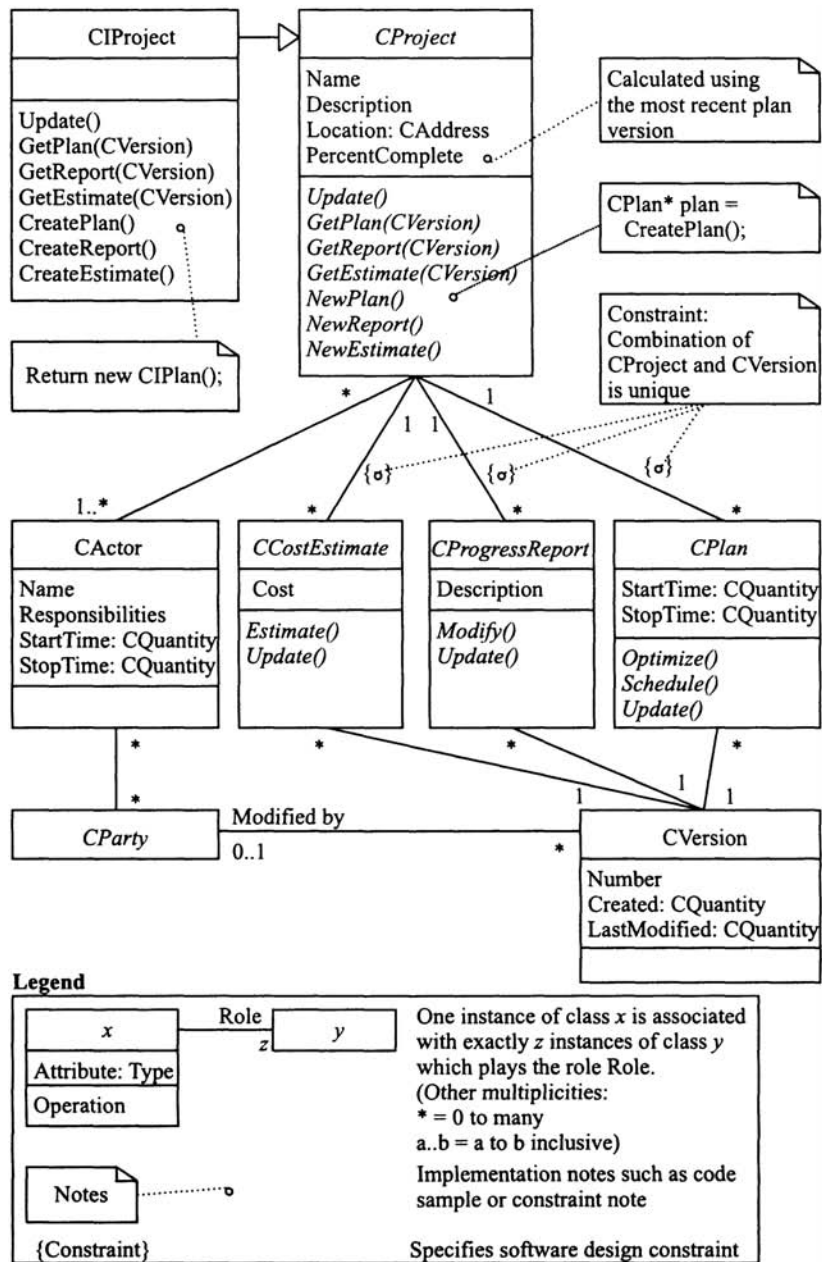 CIProject
Update()
GetPlan(CVersion)
GetReport(CVersion)
GetEstimate(CVersion)
CreatePlan()
CreateReport()
CreateEstimate()
Return new CIPlan();
CProject
Name
Description
Location: CAddress
PercentComplete
Update()
GetPlan(CVersion)
GetReport(CVersion)
GetEstimate(CVersion)
NewPlan()
NewReport()
NewEstimate()
Calculated using
the most recent plan
version
CPlan* plan =
CreatePlan();
Constraint:
Combination of
CProject and CVersion
is unique
*
1
1
1
{σ}
{σ}
{σ}
1..*
*
*
*
CActor
Name
Responsibilities
StartTime: CQuantity
StopTime: CQuantity
CCostEstimate
Cost
Estimate()
Update()
CProgressReport
Description
Modify()
Update()
CPlan
StartTime: CQuantity
StopTime: CQuantity
Optimize()
Schedule()
Update()
*
*
*
*
*
1
1
1
CParty
Modified by
0..1
*
CVersion
Number
Created: CQuantity
LastModified: CQuantity
Legend
x
Attribute: Type
Operation
Role
z
y
One instance of class x is associated
with exactly z instances of class y
which plays the role Role.
(Other multiplicities:
* = 0 to many
a..b = a to b inclusive)
Notes
Implementation notes such as code
sample or constraint note
{Constraint}
Specifies software design constraint